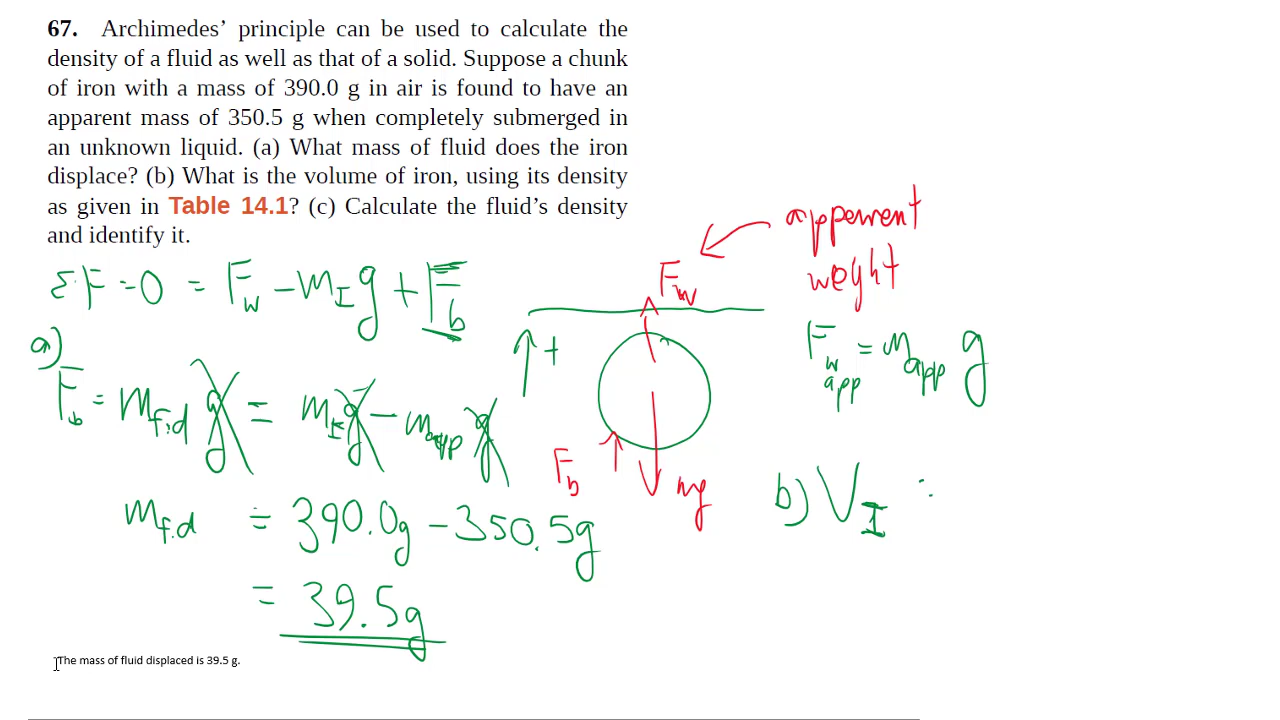 67. Archimedes’ principle can be used to calculate the
density of a fluid as well as that of a solid. Suppose a chunk
of iron with a mass of 390.0 g in air is found to have an
apparent mass of 350.5 g when completely submerged in
an unknown liquid. (a) What mass of fluid does the iron
displace? (b) What is the volume of iron, using its density
as given in Table 14.1? (c) Calculate the fluid’s density
and identify it.
apperent
weight
F_w
ΣF = 0 = F_w - m_I g + F_b
a)
F_b = m_f.d g = m_I g - m_app g
+
F_w app = m_app g
F_b
mg
b) V_I :
m_f.d = 390.0g - 350.5g
= 39.5g
The mass of fluid displaced is 39.5 g.